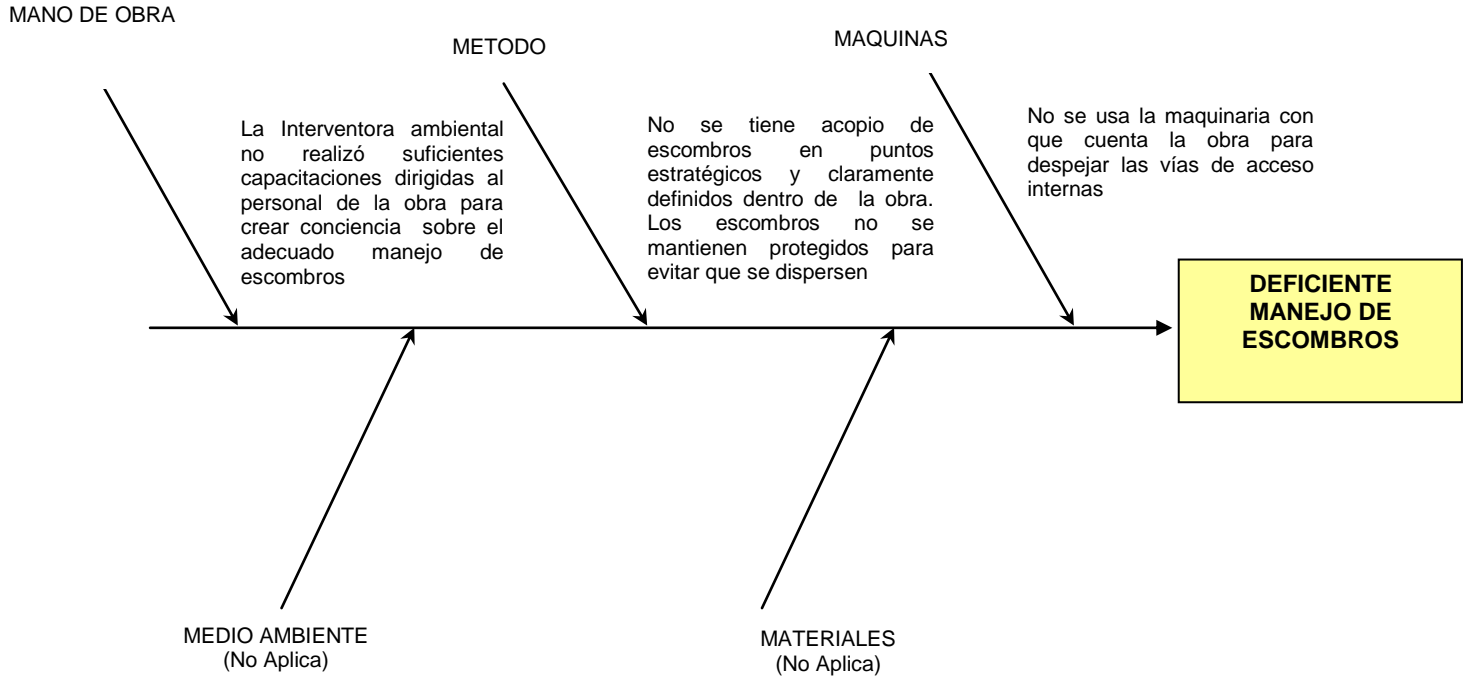 MANO DE OBRA
METODO
MAQUINAS
La Interventora ambiental
no realizó suficientes
capacitaciones dirigidas al
personal de la obra para
crear conciencia sobre el
adecuado manejo de
escombros
No se tiene acopio de
escombros en puntos
estratégicos y claramente
definidos dentro de la obra.
Los escombros no se
mantienen protegidos para
evitar que se dispersen
No se usa la maquinaria con
que cuenta la obra para
despejar las vías de acceso
internas
DEFICIENTE
MANEJO DE
ESCOMBROS
MEDIO AMBIENTE
(No Aplica)
MATERIALES
(No Aplica)